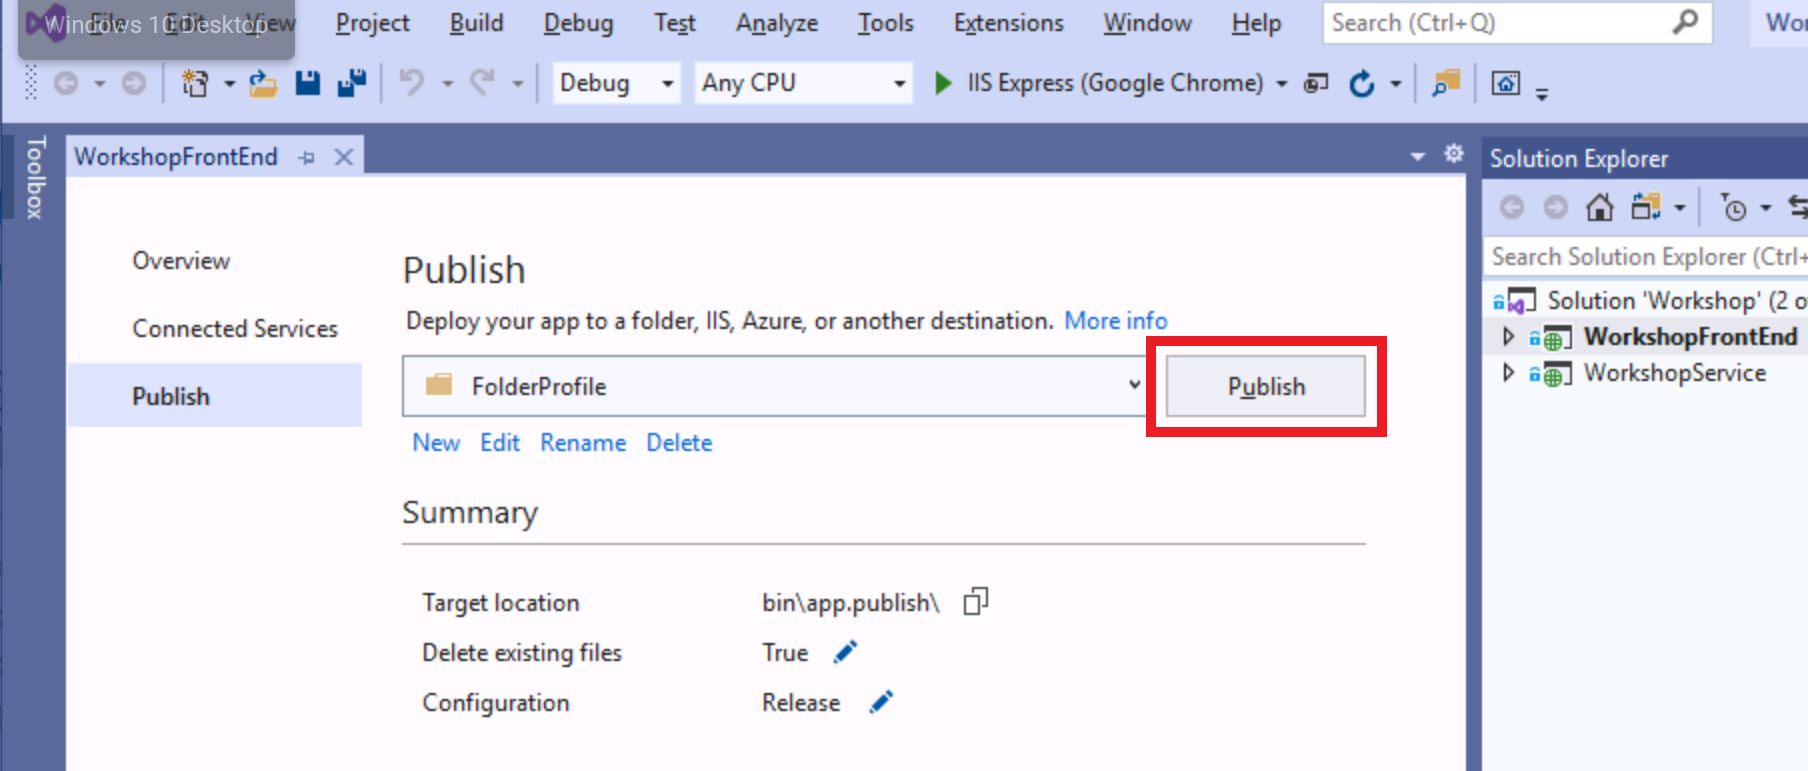 Windows 10 Desktop
File Edit View Project Build Debug Test Analyze Tools Extensions Window Help Search (Ctrl+Q)
Debug Any CPU IIS Express (Google Chrome)
Toolbox
WorkshopFrontEnd
Overview
Connected Services
Publish
Publish
Deploy your app to a folder, IIS, Azure, or another destination. More info
FolderProfile Publish
New Edit Rename Delete
Summary
Target location bin\app.publish\
Delete existing files True
Configuration Release
Solution Explorer
Search Solution Explorer (Ctrl+
Solution 'Workshop' (2 o
WorkshopFrontEnd
WorkshopService